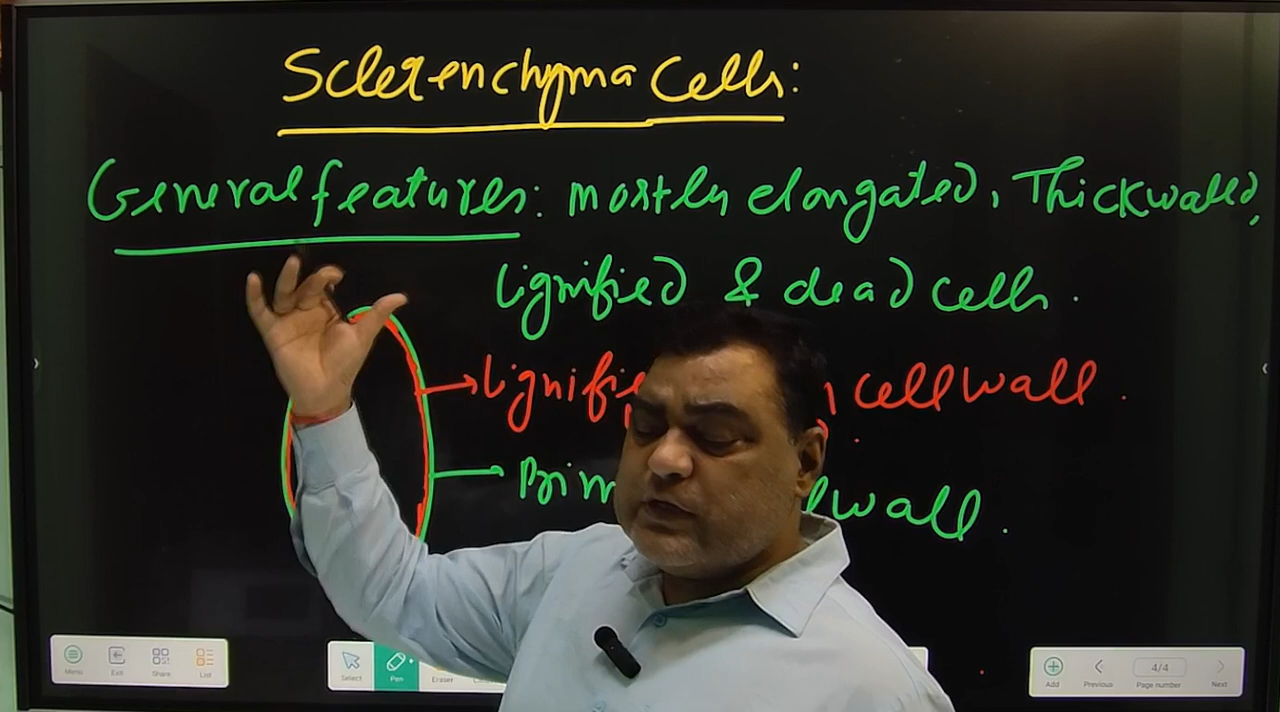 Sclerenchyma Cells:
General features: mostly elongated, Thickwalled,
lignified & dead cells.
cell wall.
wall.
Menu
Exit
Share
List
Select
Pen
Eraser
Add
Previous
4/4
Page number
Next